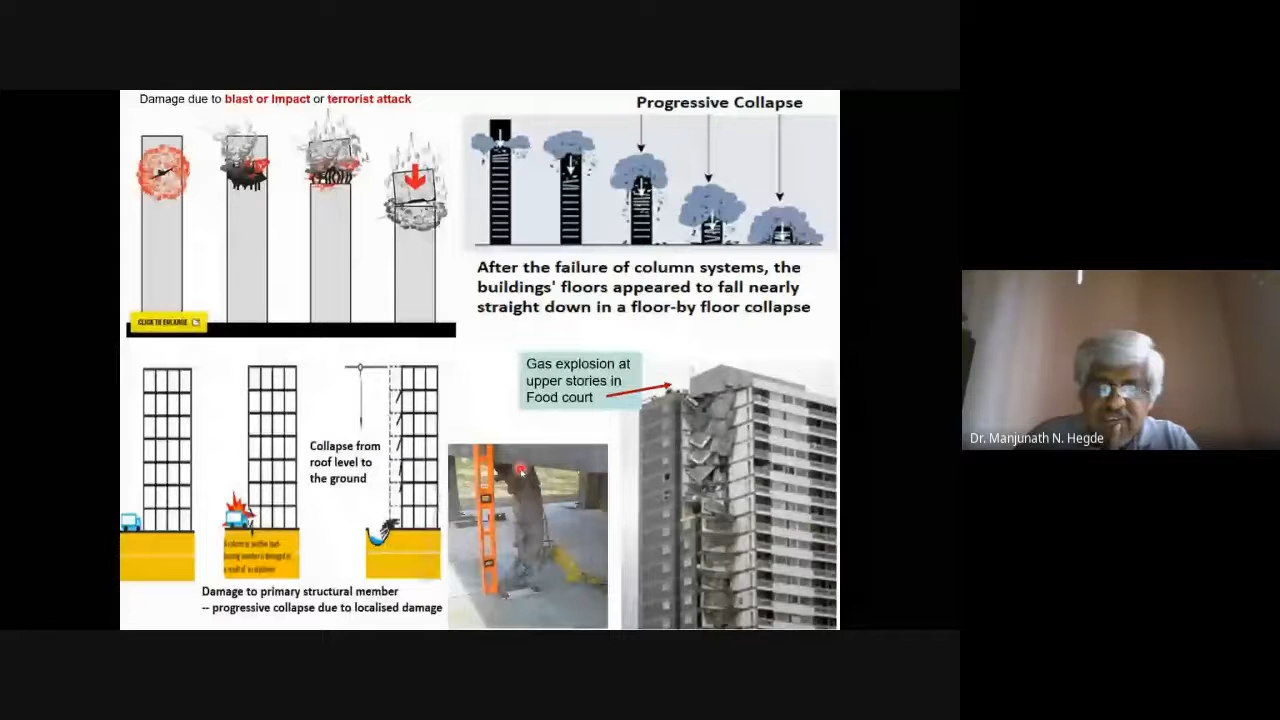 Damage due to blast or Impact or terrorist attack
CLICK TO ENLARGE
Progressive Collapse
After the failure of column systems, the
buildings' floors appeared to fall nearly
straight down in a floor-by floor collapse
Gas explosion at
upper stories in
Food court
Collapse from
roof level to
the ground
Damage to primary structural member
-- progressive collapse due to localised damage
Dr. Manjunath N. Hegde